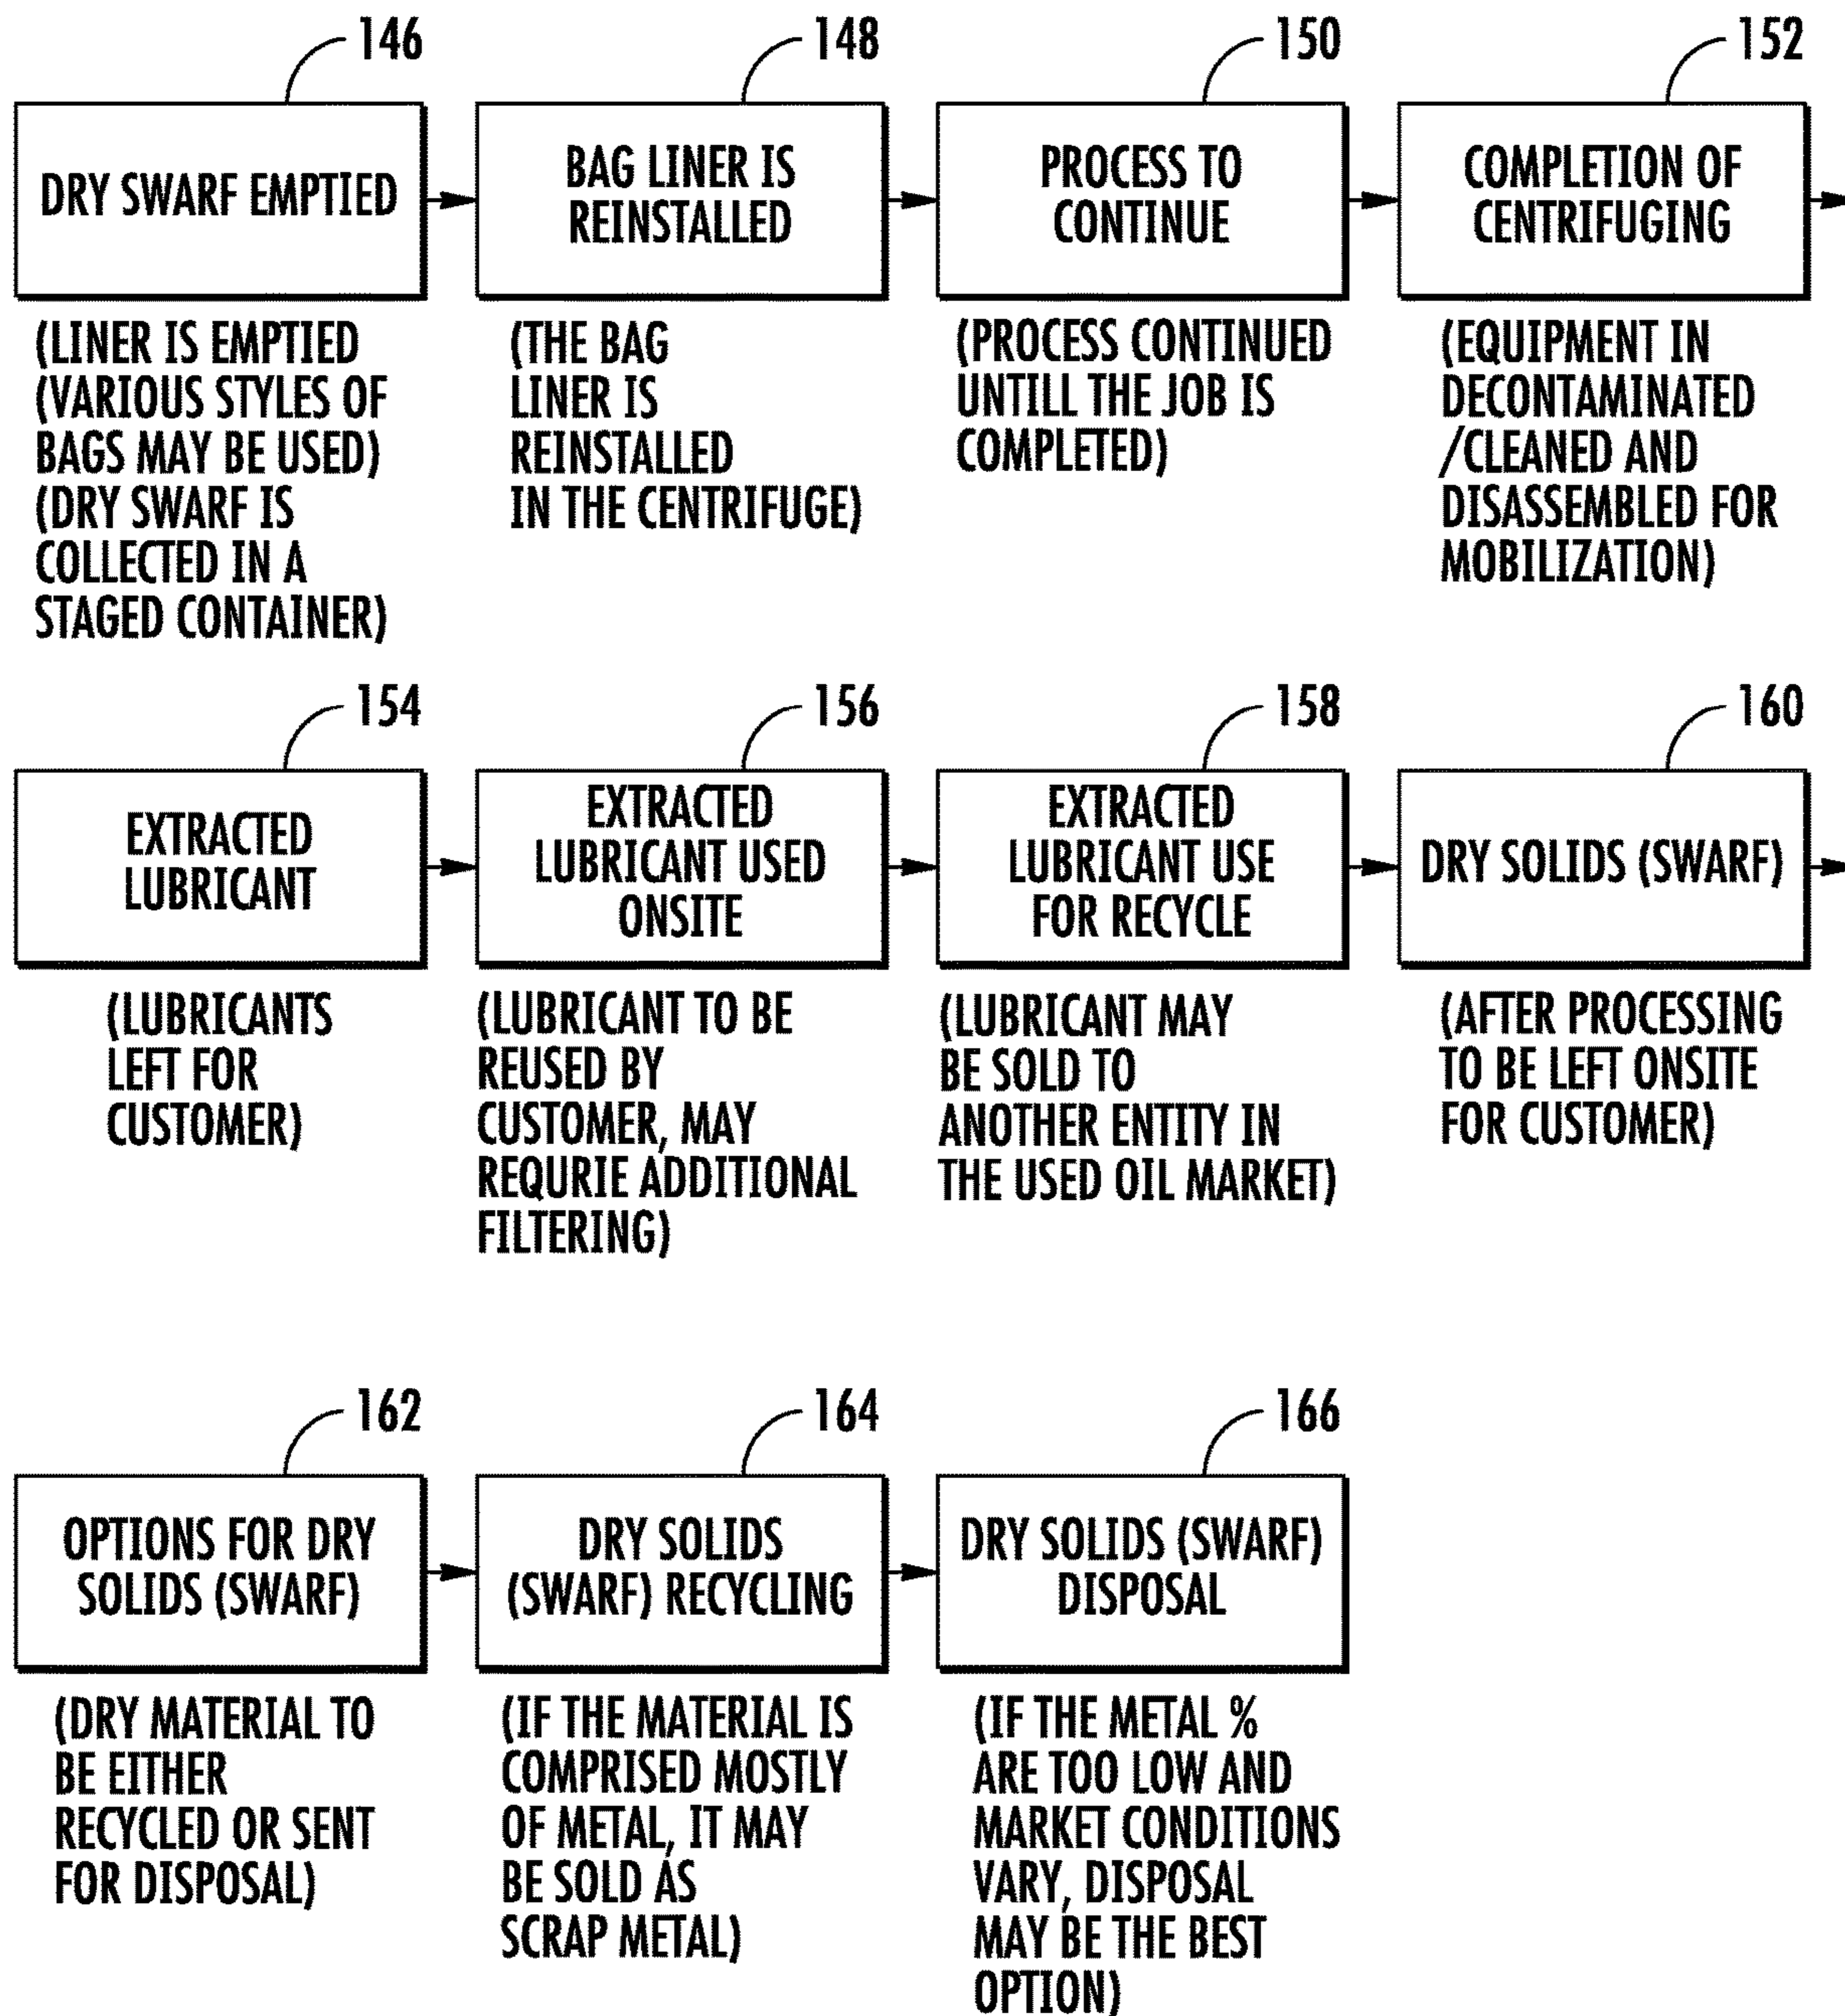 146
DRY SWARF EMPTIED
(LINER IS EMPTIED
(VARIOUS STYLES OF
BAGS MAY BE USED)
(DRY SWARF IS
COLLECTED IN A
STAGED CONTAINER)
148
BAG LINER IS
REINSTALLED
(THE BAG
LINER IS
REINSTALLED
IN THE CENTRIFUGE)
150
PROCESS TO
CONTINUE
(PROCESS CONTINUED
UNTILL THE JOB IS
COMPLETED)
152
COMPLETION OF
CENTRIFUGING
(EQUIPMENT IN
DECONTAMINATED
/CLEANED AND
DISASSEMBLED FOR
MOBILIZATION)
154
EXTRACTED
LUBRICANT
(LUBRICANTS
LEFT FOR
CUSTOMER)
156
EXTRACTED
LUBRICANT USED
ONSITE
(LUBRICANT TO BE
REUSED BY
CUSTOMER, MAY
REQURIE ADDITIONAL
FILTERING)
158
EXTRACTED
LUBRICANT USE
FOR RECYCLE
(LUBRICANT MAY
BE SOLD TO
ANOTHER ENTITY IN
THE USED OIL MARKET)
160
DRY SOLIDS (SWARF)
(AFTER PROCESSING
TO BE LEFT ONSITE
FOR CUSTOMER)
162
OPTIONS FOR DRY
SOLIDS (SWARF)
(DRY MATERIAL TO
BE EITHER
RECYCLED OR SENT
FOR DISPOSAL)
164
DRY SOLIDS
(SWARF) RECYCLING
(IF THE MATERIAL IS
COMPRISED MOSTLY
OF METAL, IT MAY
BE SOLD AS
SCRAP METAL)
166
DRY SOLIDS (SWARF)
DISPOSAL
(IF THE METAL %
ARE TOO LOW AND
MARKET CONDITIONS
VARY, DISPOSAL
MAY BE THE BEST
OPTION)